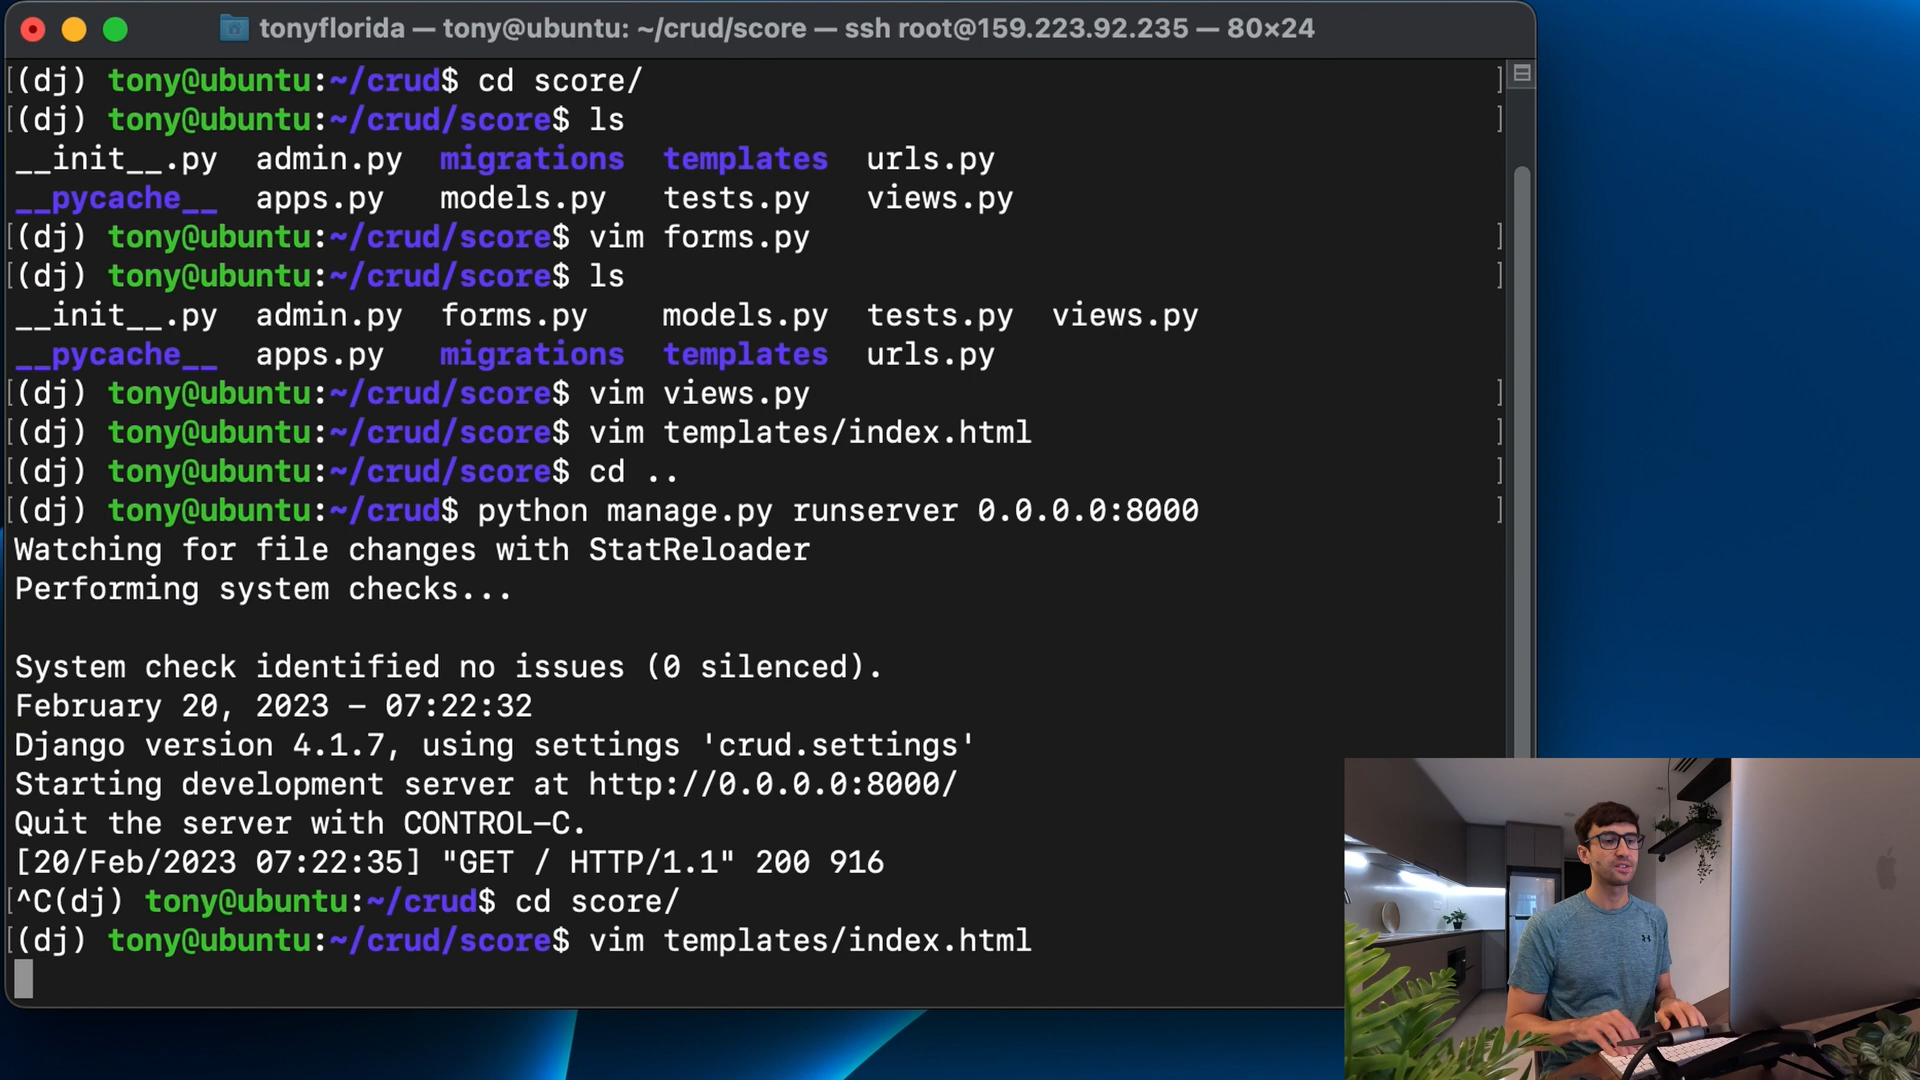 tonyflorida — tony@ubuntu: ~/crud/score — ssh root@159.223.92.235 — 80×24
[(dj) tony@ubuntu:~/crud$ cd score/ ]
[(dj) tony@ubuntu:~/crud/score$ ls ]
__init__.py  admin.py  migrations  templates  urls.py
__pycache__  apps.py   models.py   tests.py   views.py
[(dj) tony@ubuntu:~/crud/score$ vim forms.py ]
[(dj) tony@ubuntu:~/crud/score$ ls ]
__init__.py  admin.py  forms.py    models.py  tests.py  views.py
__pycache__  apps.py   migrations  templates  urls.py
[(dj) tony@ubuntu:~/crud/score$ vim views.py ]
[(dj) tony@ubuntu:~/crud/score$ vim templates/index.html ]
[(dj) tony@ubuntu:~/crud/score$ cd .. ]
[(dj) tony@ubuntu:~/crud$ python manage.py runserver 0.0.0.0:8000 ]
Watching for file changes with StatReloader
Performing system checks...
System check identified no issues (0 silenced).
February 20, 2023 - 07:22:32
Django version 4.1.7, using settings 'crud.settings'
Starting development server at http://0.0.0.0:8000/
Quit the server with CONTROL-C.
[20/Feb/2023 07:22:35] "GET / HTTP/1.1" 200 916
[^C(dj) tony@ubuntu:~/crud$ cd score/
[(dj) tony@ubuntu:~/crud/score$ vim templates/index.html